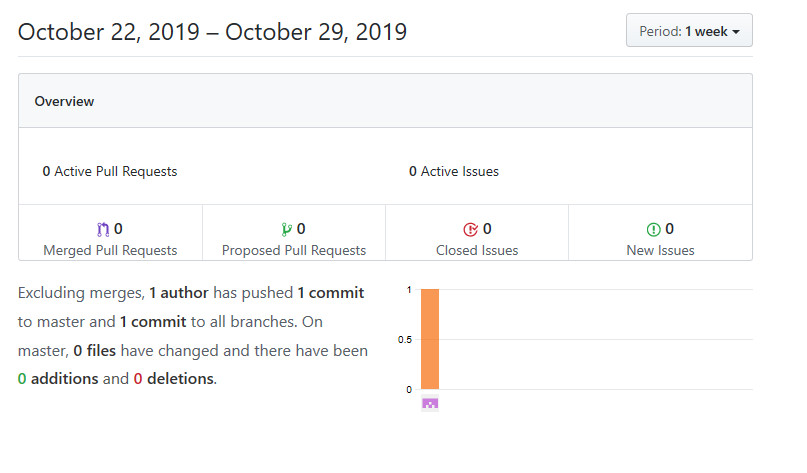 October 22, 2019 – October 29, 2019
Period: 1 week
Overview
0 Active Pull Requests
0 Active Issues
0
Merged Pull Requests
0
Proposed Pull Requests
0
Closed Issues
0
New Issues
Excluding merges, 1 author has pushed 1 commit
to master and 1 commit to all branches. On
master, 0 files have changed and there have been
0 additions and 0 deletions.
1
0.5
0